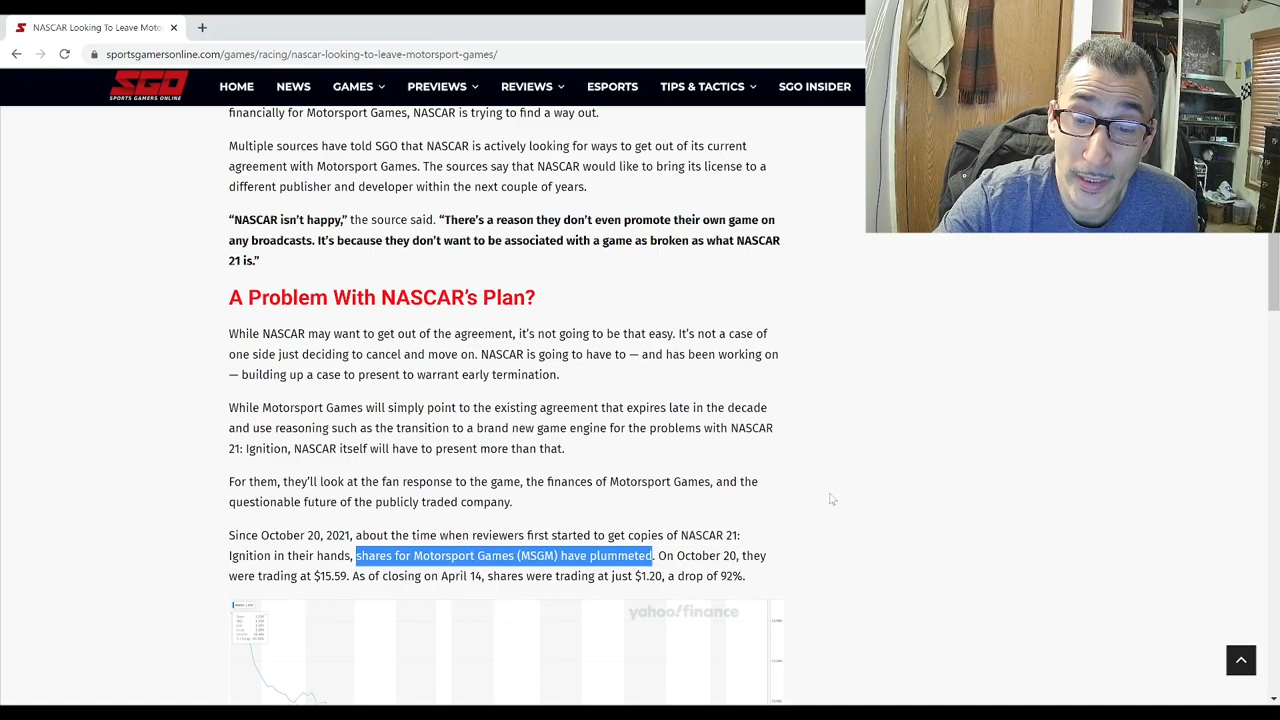 NASCAR Looking To Leave Moto
sportsgamersonline.com/games/racing/nascar-looking-to-leave-motorsport-games/
SGO
SPORTS GAMERS ONLINE
HOME NEWS GAMES PREVIEWS REVIEWS ESPORTS TIPS & TACTICS SGO INSIDER
financially for Motorsport Games, NASCAR is trying to find a way out.
Multiple sources have told SGO that NASCAR is actively looking for ways to get out of its current
agreement with Motorsport Games. The sources say that NASCAR would like to bring its license to a
different publisher and developer within the next couple of years.
“NASCAR isn’t happy,” the source said. “There’s a reason they don’t even promote their own game on
any broadcasts. It’s because they don’t want to be associated with a game as broken as what NASCAR
21 is.”
A Problem With NASCAR’s Plan?
While NASCAR may want to get out of the agreement, it’s not going to be that easy. It’s not a case of
one side just deciding to cancel and move on. NASCAR is going to have to — and has been working on
— building up a case to present to warrant early termination.
While Motorsport Games will simply point to the existing agreement that expires late in the decade
and use reasoning such as the transition to a brand new game engine for the problems with NASCAR
21: Ignition, NASCAR itself will have to present more than that.
For them, they’ll look at the fan response to the game, the finances of Motorsport Games, and the
questionable future of the publicly traded company.
Since October 20, 2021, about the time when reviewers first started to get copies of NASCAR 21:
Ignition in their hands, shares for Motorsport Games (MSGM) have plummeted. On October 20, they
were trading at $15.59. As of closing on April 14, shares were trading at just $1.20, a drop of 92%.
yahoo!finance